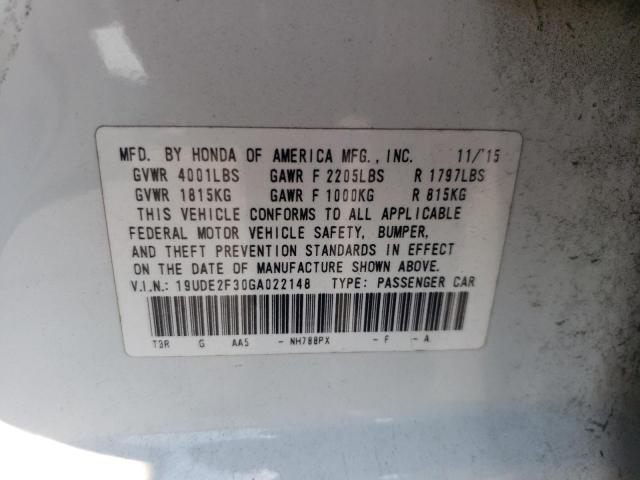 MFD. BY HONDA OF AMERICA MFG., INC. 11/'15
GVWR 4001LBS GAWR F 2205LBS R 1797LBS
GVWR 1815KG GAWR F 1000KG R 815KG
THIS VEHICLE CONFORMS TO ALL APPLICABLE
FEDERAL MOTOR VEHICLE SAFETY, BUMPER,
AND THEFT PREVENTION STANDARDS IN EFFECT
ON THE DATE OF MANUFACTURE SHOWN ABOVE.
V.I.N.: 19UDE2F30GA022148 TYPE: PASSENGER CAR
T3R G AA5 - NH788PX - F - A